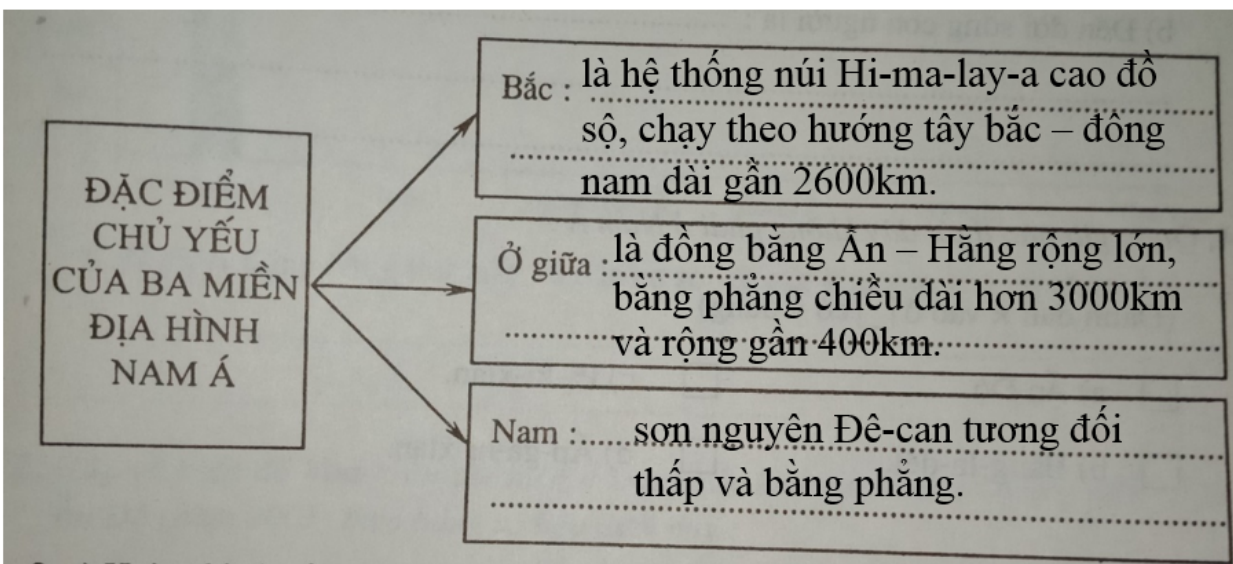 ĐẶC ĐIỂM
CHỦ YẾU
CỦA BA MIỀN
ĐỊA HÌNH
NAM Á
Bắc : là hệ thống núi Hi-ma-lay-a cao đồ
sộ, chạy theo hướng tây bắc – đông
nam dài gần 2600km.
Ở giữa : là đồng bằng Ấn – Hằng rộng lớn,
bằng phẳng chiều dài hơn 3000km
và rộng gần 400km.
Nam : sơn nguyên Đê-can tương đối
thấp và bằng phẳng.